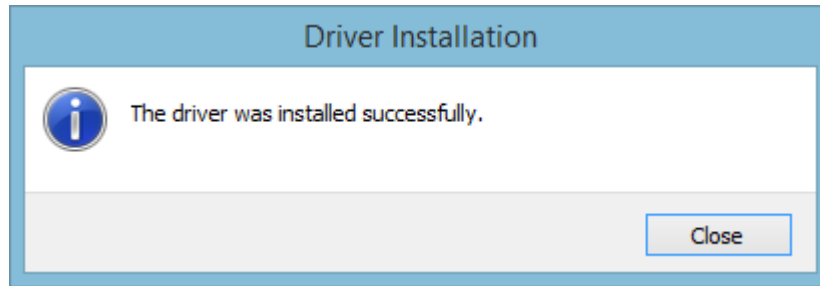 Driver Installation
The driver was installed successfully.
Close